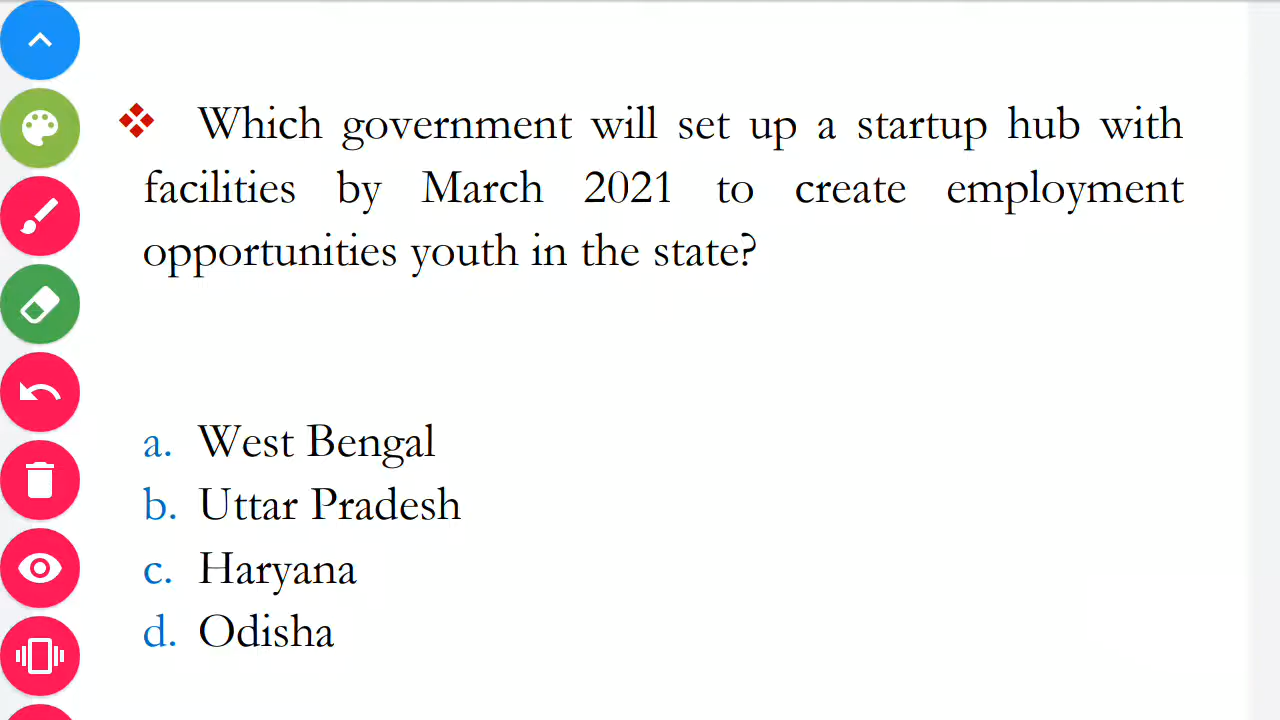 Which government will set up a startup hub with
facilities by March 2021 to create employment
opportunities youth in the state?
a. West Bengal
b. Uttar Pradesh
c. Haryana
d. Odisha